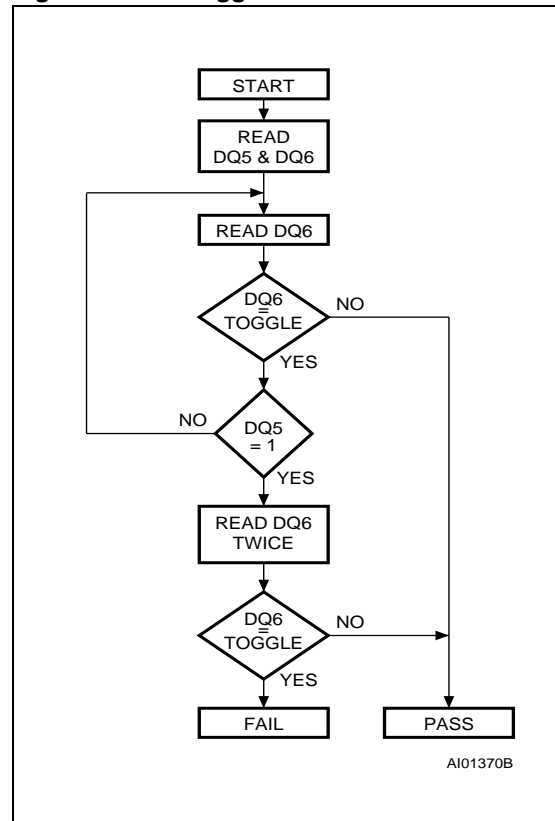 START
READ
DQ5 & DQ6
READ DQ6
DQ6
=
TOGGLE
NO
YES
NO
DQ5
= 1
YES
READ DQ6
TWICE
DQ6
=
TOGGLE
NO
YES
FAIL
PASS
AI01370B